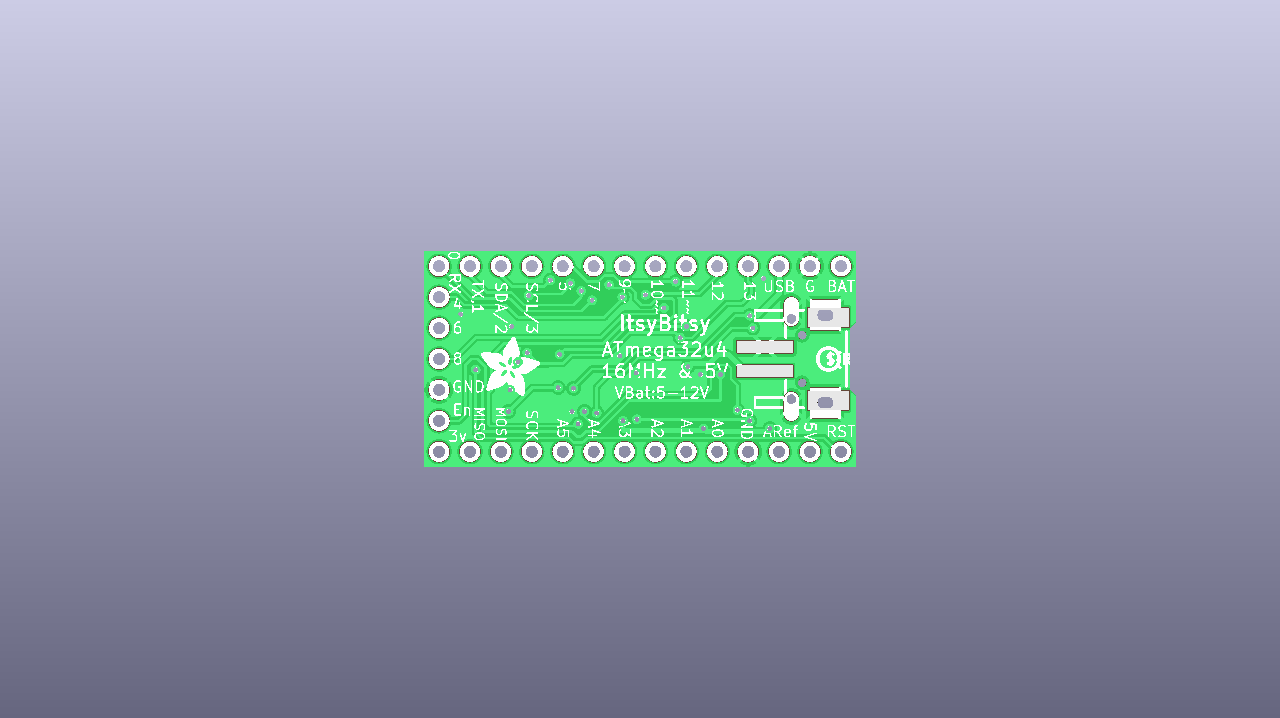 0
USB G BAT
RX
TX 1
SDA/2
SCL/3
5
7
9~
10~
11~
12
13
4
6
8
GND
En
3v
ItsyBitsy
ATmega32u4
16MHz & 5V
VBat:5-12V
MISO
MOSI
SCK
A5
A4
A3
A2
A1
A0
GND
ARef
5V
RST